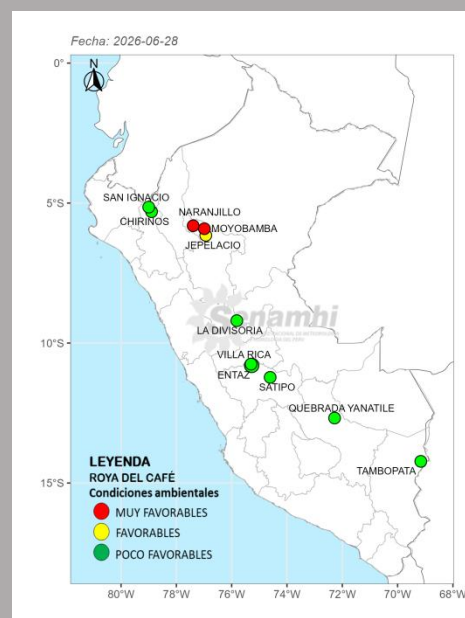 Fecha: 2026-06-28
N
0°
5°S
10°S
15°S
SAN IGNACIO
CHIRINOS
NARANJILLO
MOYOBAMBA
JEPELACIO
Senamhi
LA DIVISORIA
VILLA RICA
ENTAZ
SATIPO
QUEBRADA YANATILE
TAMBOPATA
LEYENDA
ROYA DEL CAFÉ
Condiciones ambientales
MUY FAVORABLES
FAVORABLES
POCO FAVORABLES
80°W 78°W 76°W 74°W 72°W 70°W 68°W